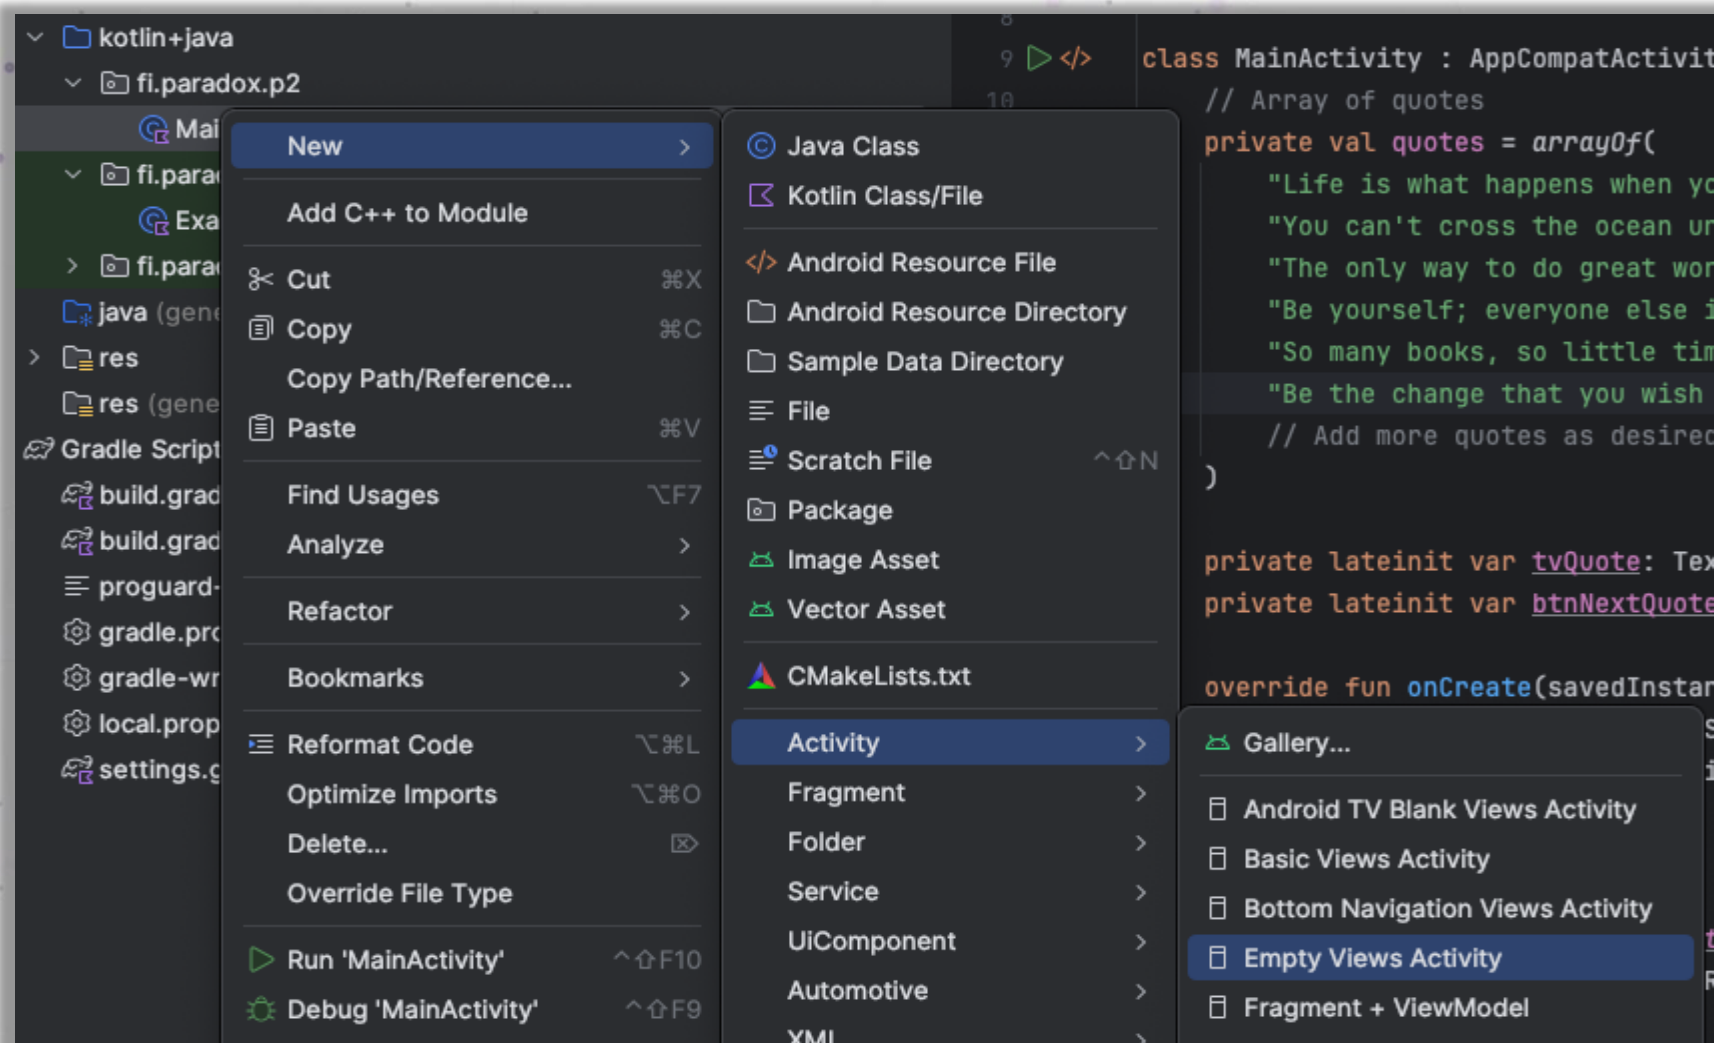 kotlin+java
fi.paradox.p2
Mai
fi.para
Exa
fi.para
java (gene
res
res (gene
Gradle Script
build.grad
build.grad
proguard-
gradle.pro
gradle-wr
local.prop
settings.g
New
Add C++ to Module
Cut ⌘X
Copy ⌘C
Copy Path/Reference...
Paste ⌘V
Find Usages ⌥F7
Analyze
Refactor
Bookmarks
Reformat Code ⌥⌘L
Optimize Imports ⌥⌘O
Delete... ⌦
Override File Type
Run 'MainActivity' ^⇧F10
Debug 'MainActivity' ^⇧F9
Java Class
Kotlin Class/File
Android Resource File
Android Resource Directory
Sample Data Directory
File
Scratch File ^⇧N
Package
Image Asset
Vector Asset
CMakeLists.txt
Activity
Fragment
Folder
Service
UiComponent
Automotive
XML
Gallery...
Android TV Blank Views Activity
Basic Views Activity
Bottom Navigation Views Activity
Empty Views Activity
Fragment + ViewModel
8
9 class MainActivity : AppCompatActivit
10 // Array of quotes
private val quotes = arrayOf(
"Life is what happens when yo
"You can't cross the ocean un
"The only way to do great wor
"Be yourself; everyone else i
"So many books, so little tim
"Be the change that you wish
// Add more quotes as desired
)
private lateinit var tvQuote: Tex
private lateinit var btnNextQuote
override fun onCreate(savedInstan